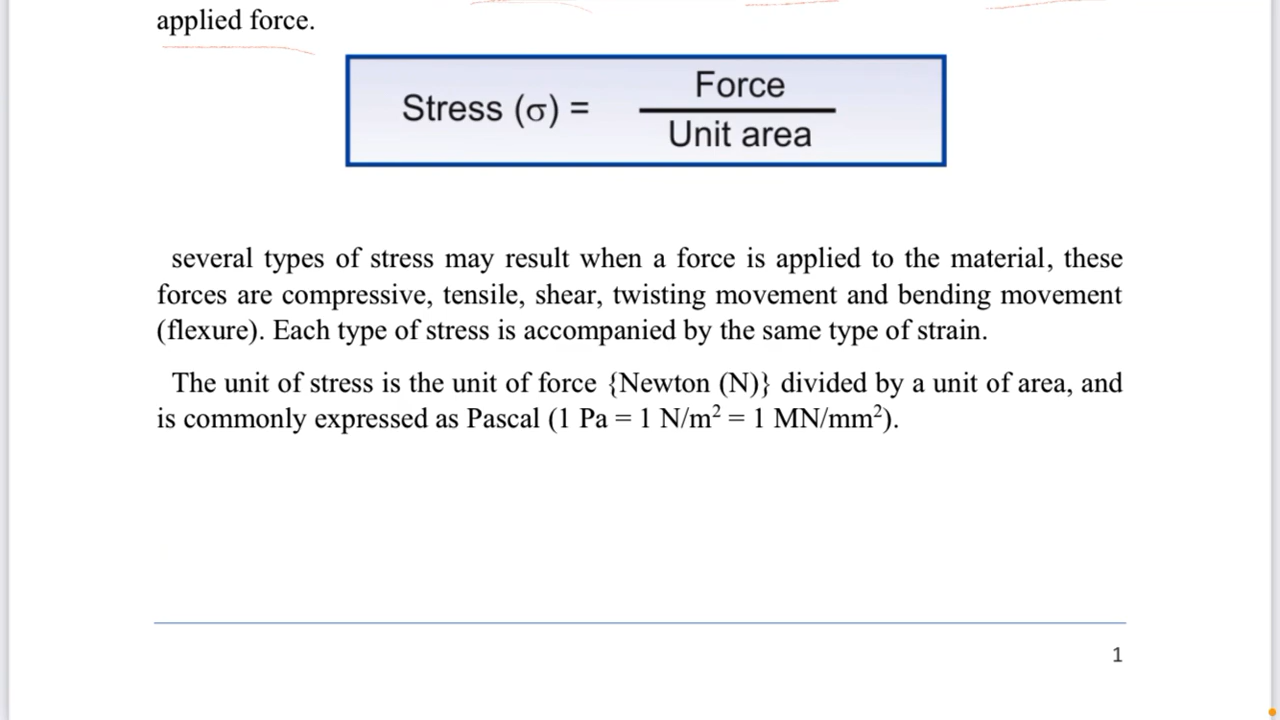 applied force.
Stress (σ) = Force
Unit area
several types of stress may result when a force is applied to the material, these
forces are compressive, tensile, shear, twisting movement and bending movement
(flexure). Each type of stress is accompanied by the same type of strain.
The unit of stress is the unit of force {Newton (N)} divided by a unit of area, and
is commonly expressed as Pascal (1 Pa = 1 N/m² = 1 MN/mm²).
1